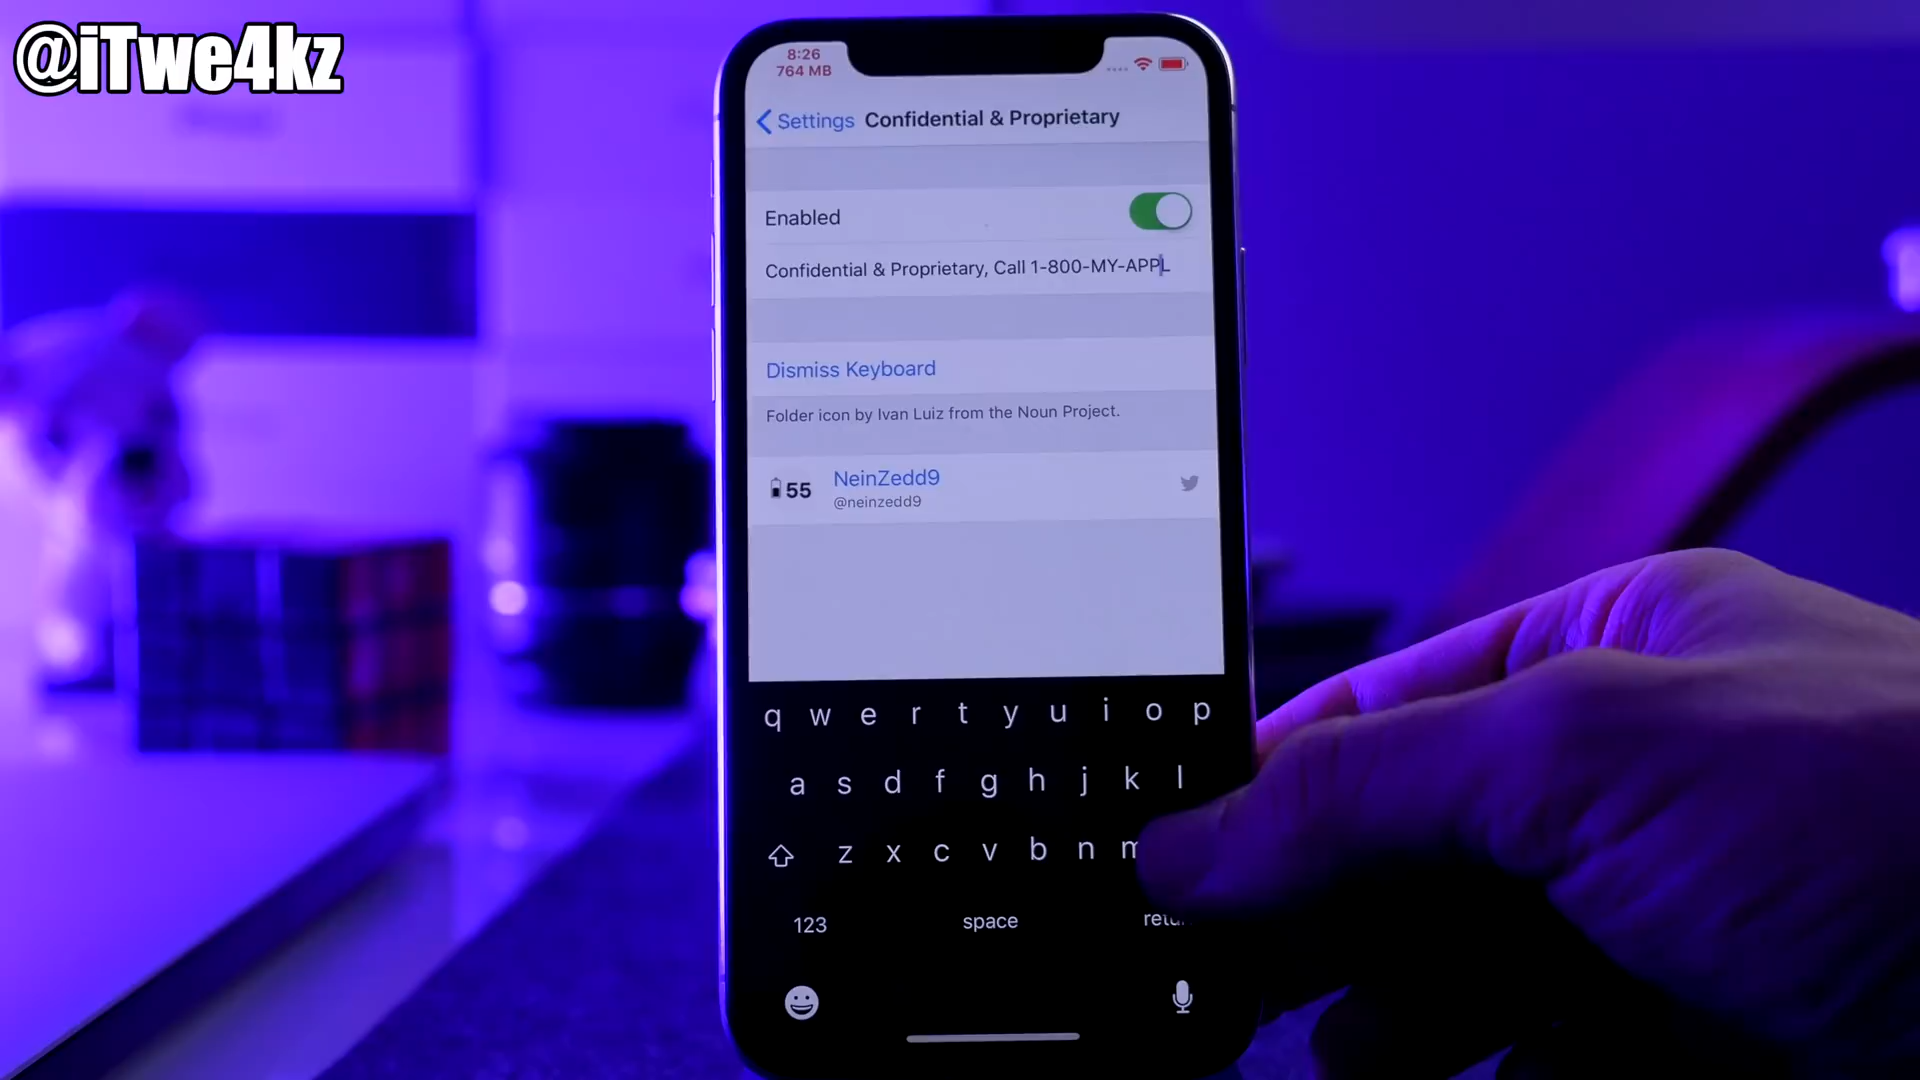 @iTwe4kz
8:26
764 MB
Settings Confidential & Proprietary
Enabled
Confidential & Proprietary, Call 1-800-MY-APPL
Dismiss Keyboard
Folder icon by Ivan Luiz from the Noun Project.
55 NeinZedd9
@neinzedd9
q w e r t y u i o p
a s d f g h j k l
z x c v b n m
123 space